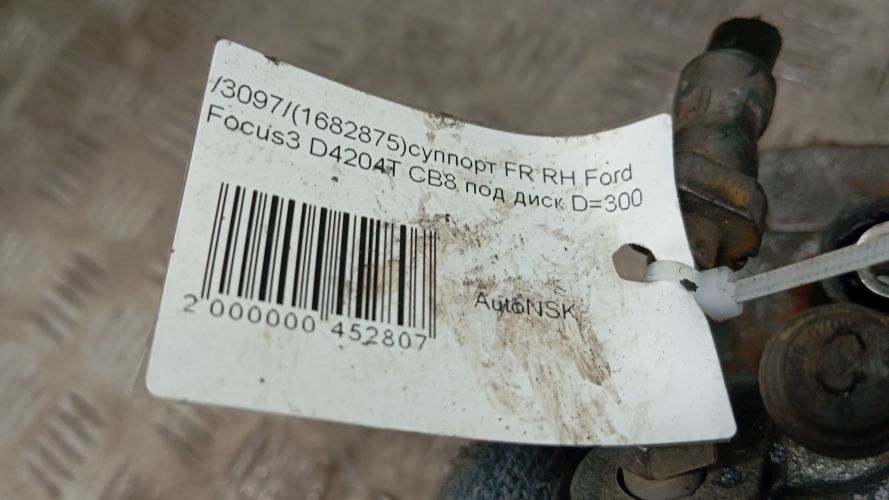 /3097/(1682875)суппорт FR RH Ford
Focus3 D4204T CB8 под диск D=300
AutoNSK
2 000000 452807